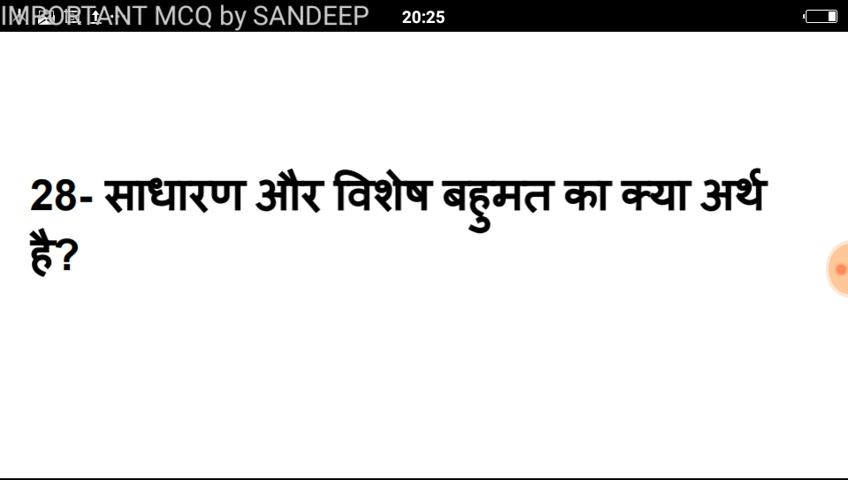 IMPORTANT MCQ by SANDEEP 20:25
28- साधारण और विशेष बहुमत का क्या अर्थ
है?